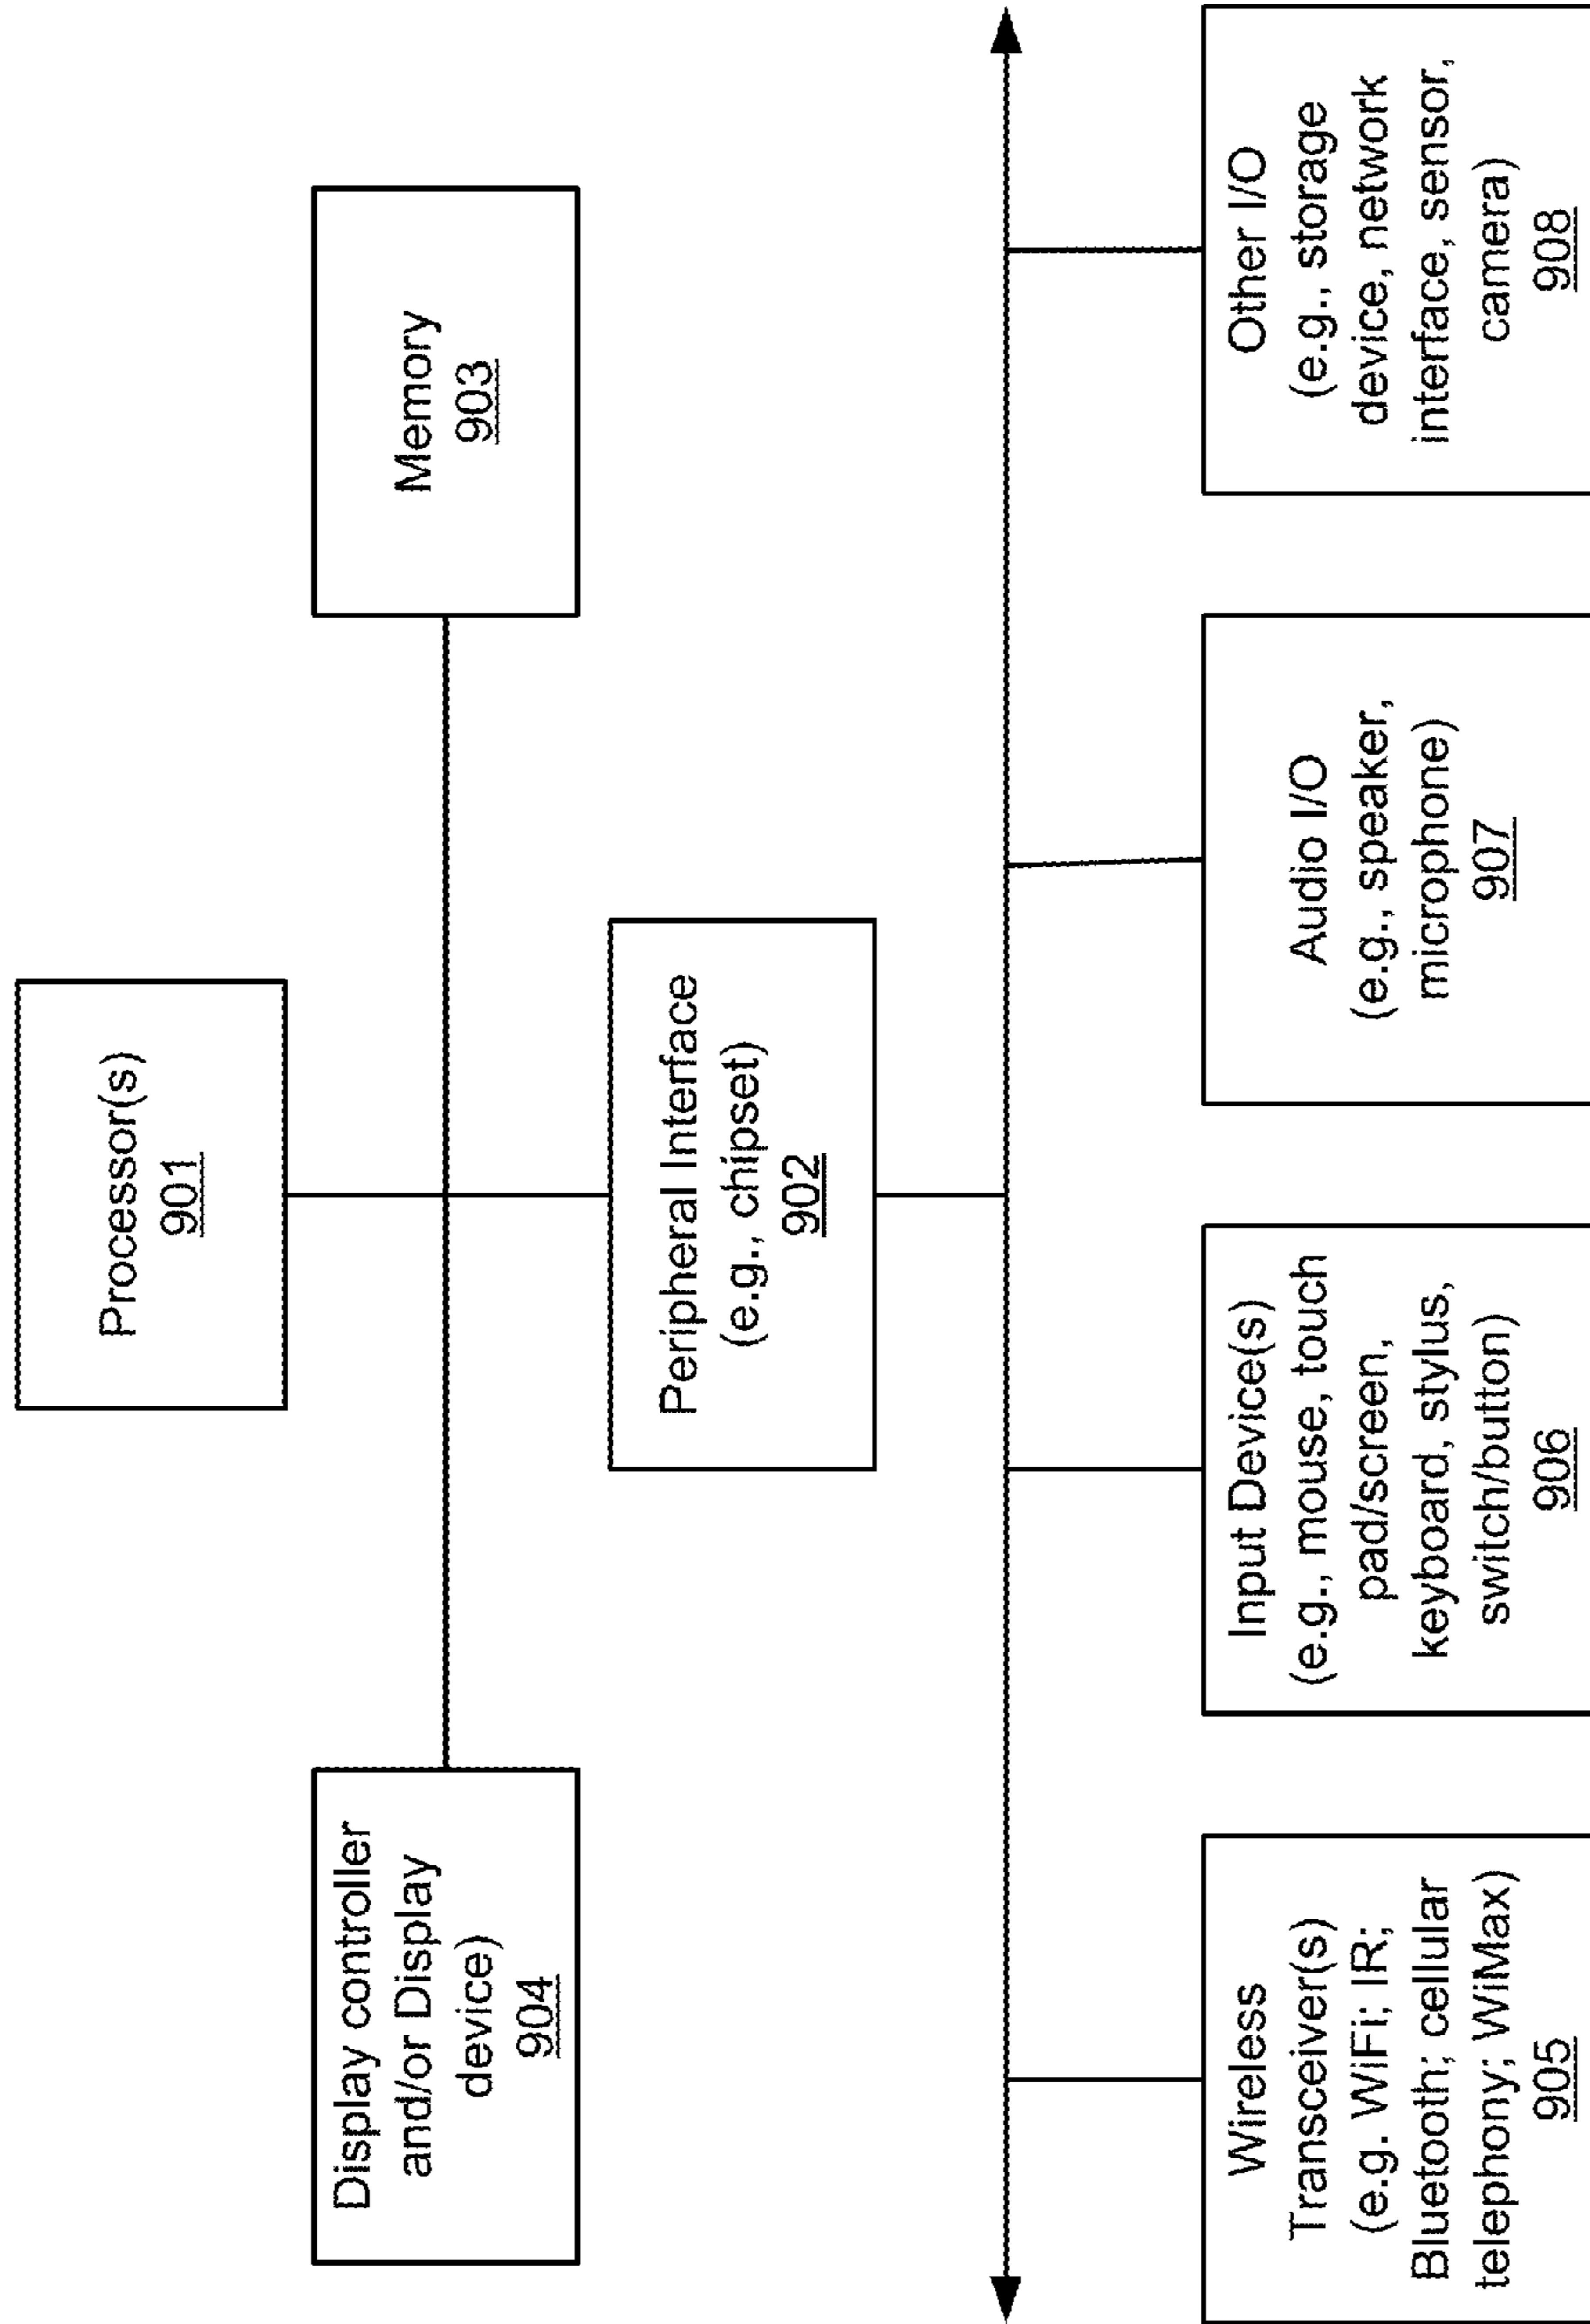 Processor(s)
901
Display controller
and/or Display
device)
904
Memory
903
Peripheral Interface
(e.g., chipset)
902
Wireless
Transceiver(s)
(e.g. WiFi; IR;
Bluetooth; cellular
telephony; WiMax)
905
Input Device(s)
(e.g., mouse, touch
pad/screen,
keyboard, stylus,
switch/button)
906
Audio I/O
(e.g., speaker,
microphone)
907
Other I/O
(e.g., storage
device, network
interface, sensor,
camera)
908